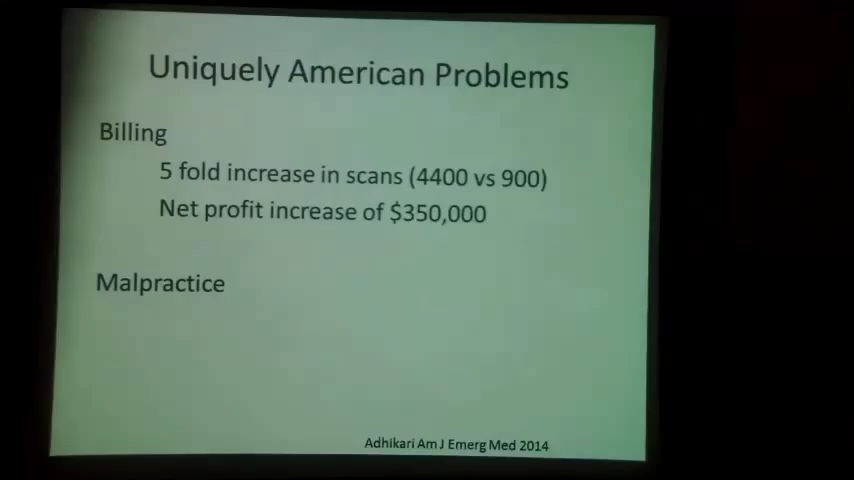 Uniquely American Problems
Billing
5 fold increase in scans (4400 vs 900)
Net profit increase of $350,000
Malpractice
Adhikari Am J Emerg Med 2014